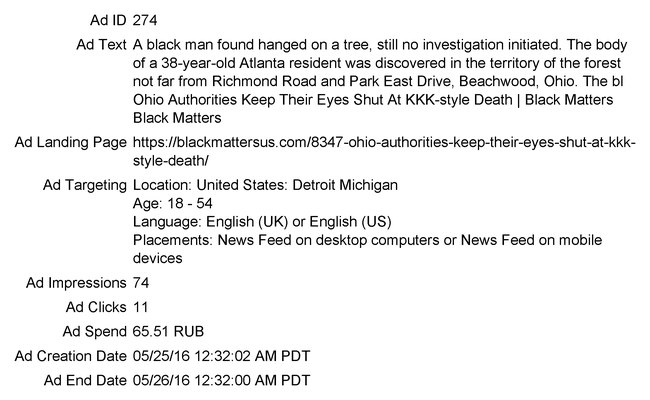 Ad ID 274
Ad Text A black man found hanged on a tree, still no investigation initiated. The body
of a 38-year-old Atlanta resident was discovered in the territory of the forest
not far from Richmond Road and Park East Drive, Beachwood, Ohio. The bl
Ohio Authorities Keep Their Eyes Shut At KKK-style Death | Black Matters
Black Matters
Ad Landing Page https://blackmattersus.com/8347-ohio-authorities-keep-their-eyes-shut-at-kkk-
style-death/
Ad Targeting Location: United States: Detroit Michigan
Age: 18 - 54
Language: English (UK) or English (US)
Placements: News Feed on desktop computers or News Feed on mobile
devices
Ad Impressions 74
Ad Clicks 11
Ad Spend 65.51 RUB
Ad Creation Date 05/25/16 12:32:02 AM PDT
Ad End Date 05/26/16 12:32:00 AM PDT